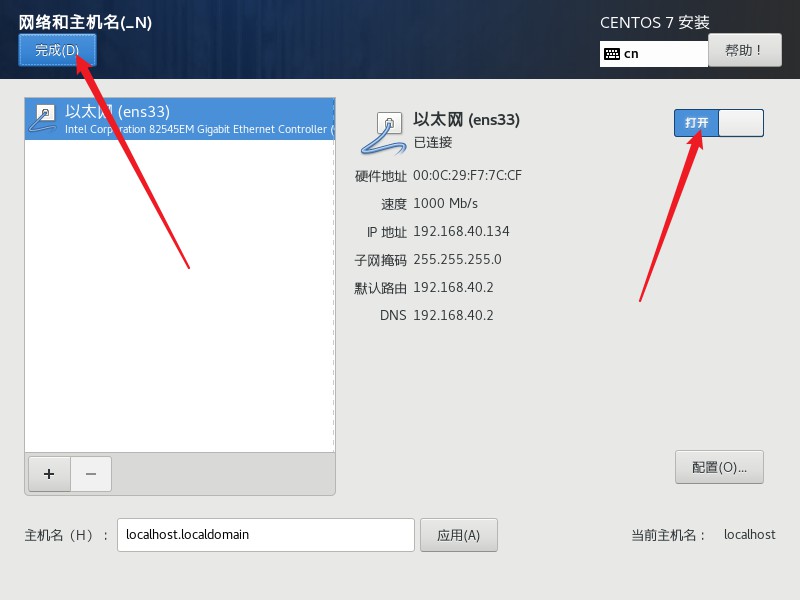 网络和主机名(_N)
完成(D)
CENTOS 7 安装
cn
帮助！
以太网 (ens33)
Intel Corporation 82545EM Gigabit Ethernet Controller (
以太网 (ens33)
已连接
打开
硬件地址 00:0C:29:F7:7C:CF
速度 1000 Mb/s
IP 地址 192.168.40.134
子网掩码 255.255.255.0
默认路由 192.168.40.2
DNS 192.168.40.2
+ −
配置(O)...
主机名（H）： localhost.localdomain 应用(A) 当前主机名： localhost